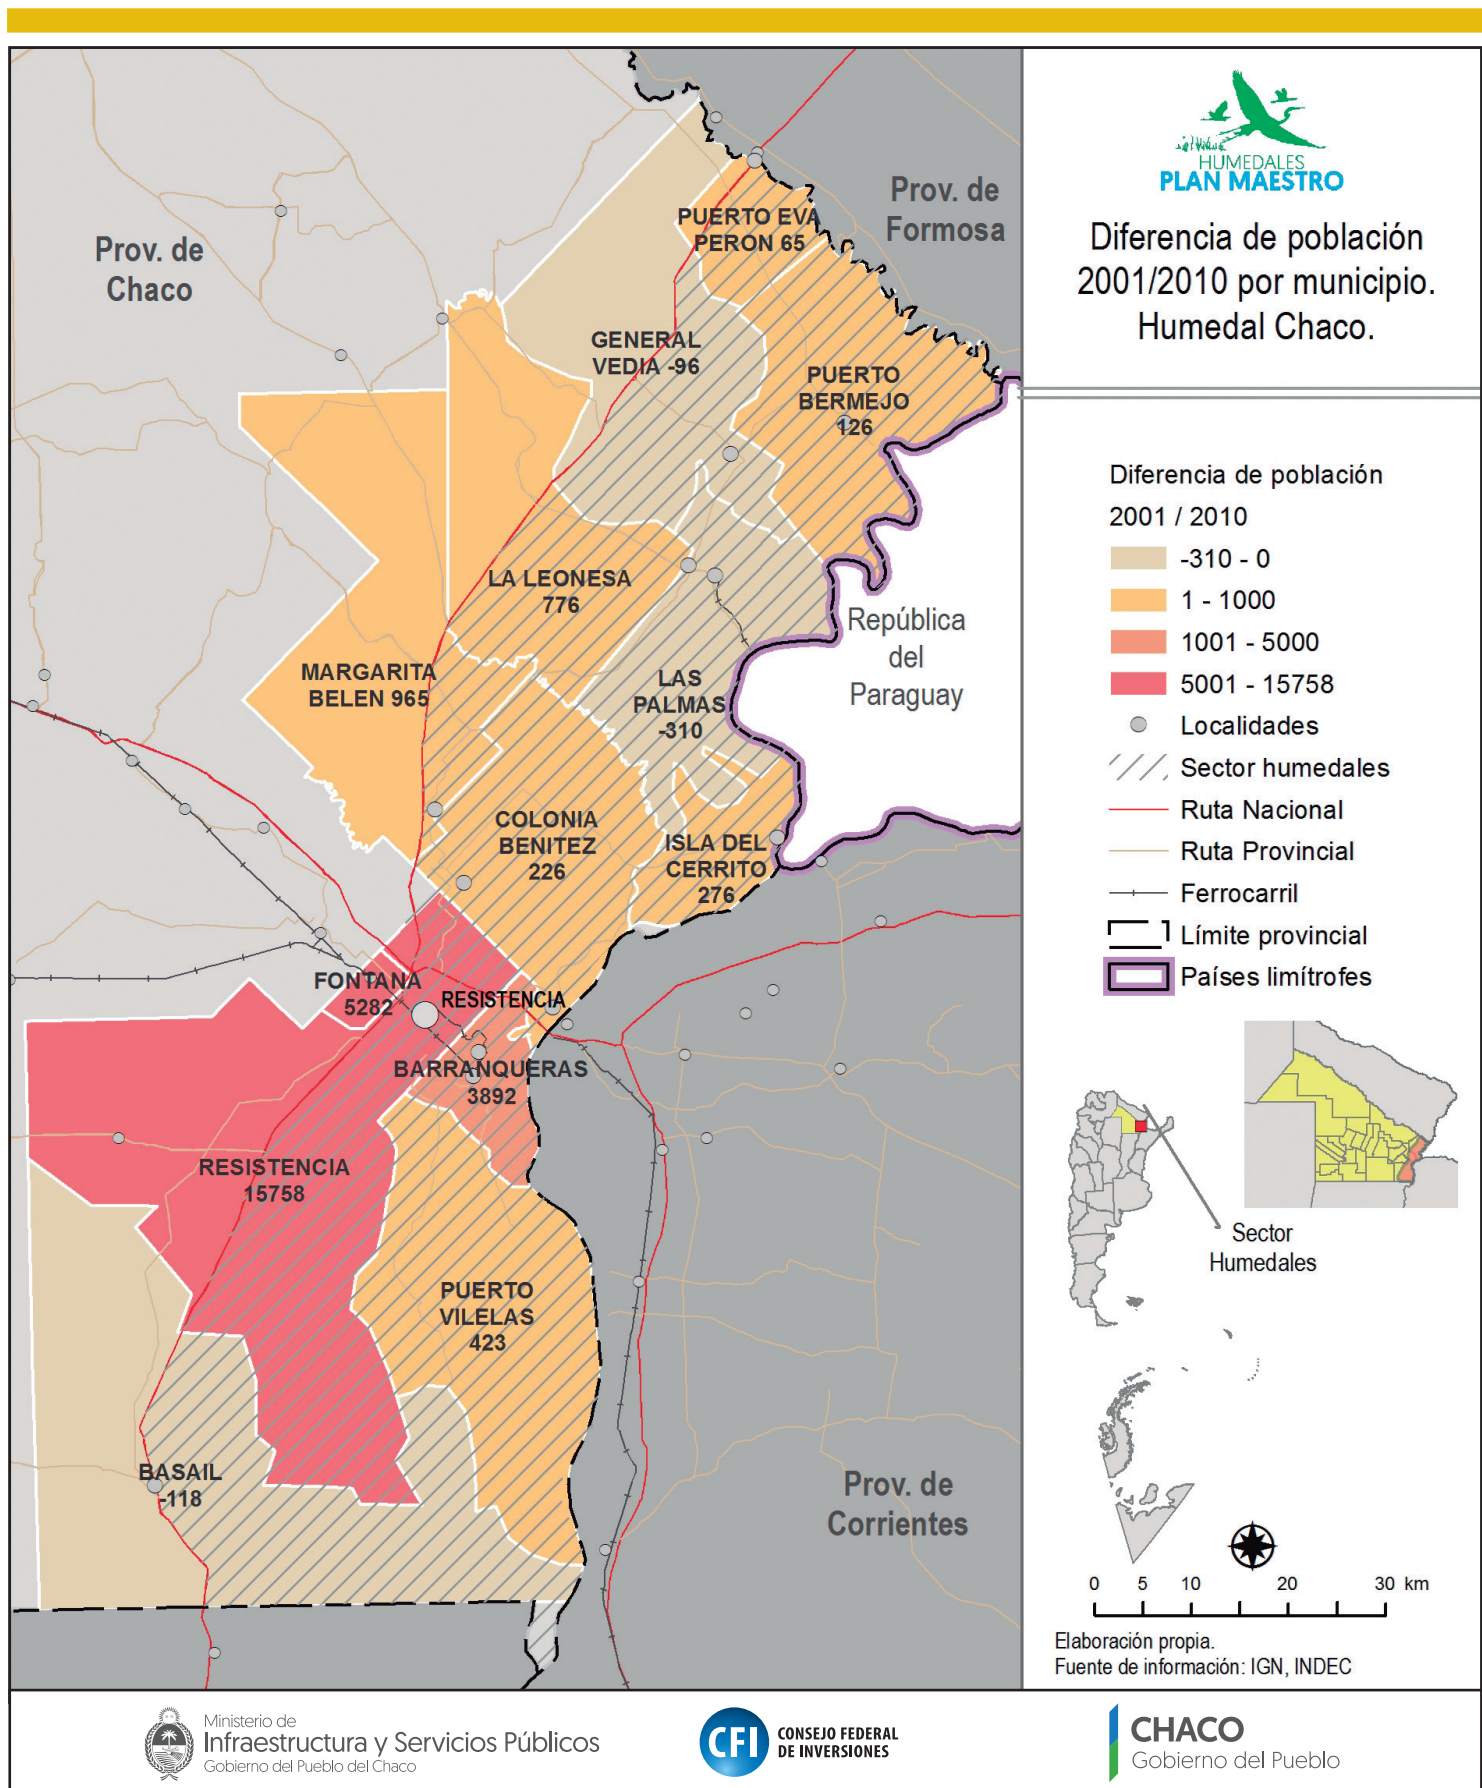 Prov. de
Chaco
Prov. de
Formosa
PUERTO EVA
PERON 65
GENERAL
VEDIA -96
PUERTO
BERMEJO
126
LA LEONESA
776
República
del
Paraguay
MARGARITA
BELEN 965
LAS
PALMAS
-310
COLONIA
BENITEZ
226
ISLA DEL
CERRITO
276
FONTANA
5282
RESISTENCIA
BARRANQUERAS
3892
RESISTENCIA
15758
PUERTO
VILELAS
423
BASAIL
-118
Prov. de
Corrientes
HUMEDALES
PLAN MAESTRO
Diferencia de población
2001/2010 por municipio.
Humedal Chaco.
Diferencia de población
2001 / 2010
-310 - 0
1 - 1000
1001 - 5000
5001 - 15758
Localidades
Sector humedales
Ruta Nacional
Ruta Provincial
Ferrocarril
Límite provincial
Países limítrofes
Sector
Humedales
0 5 10 20 30 km
Elaboración propia.
Fuente de información: IGN, INDEC
Ministerio de
Infraestructura y Servicios Públicos
Gobierno del Pueblo del Chaco
CFI
CONSEJO FEDERAL
DE INVERSIONES
CHACO
Gobierno del Pueblo